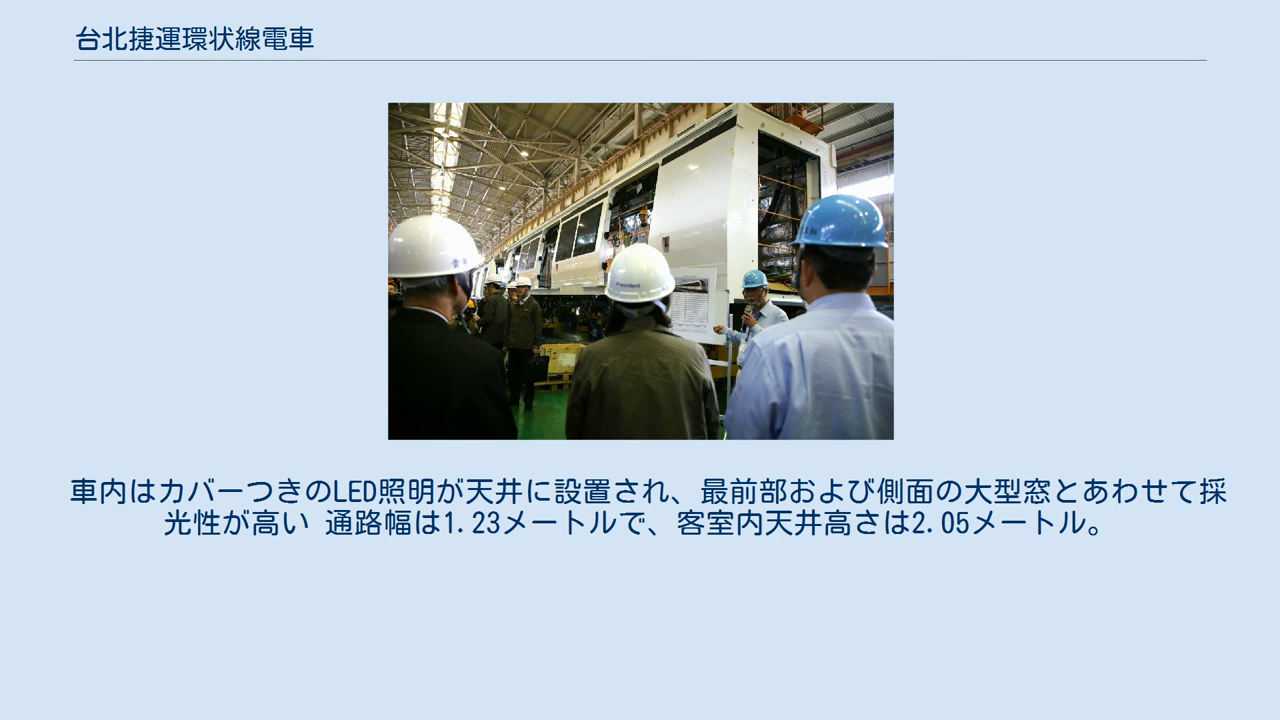 台北捷運環状線電車
President
車内はカバーつきのLED照明が天井に設置され、最前部および側面の大型窓とあわせて採
光性が高い 通路幅は1.23メートルで、客室内天井高さは2.05メートル。